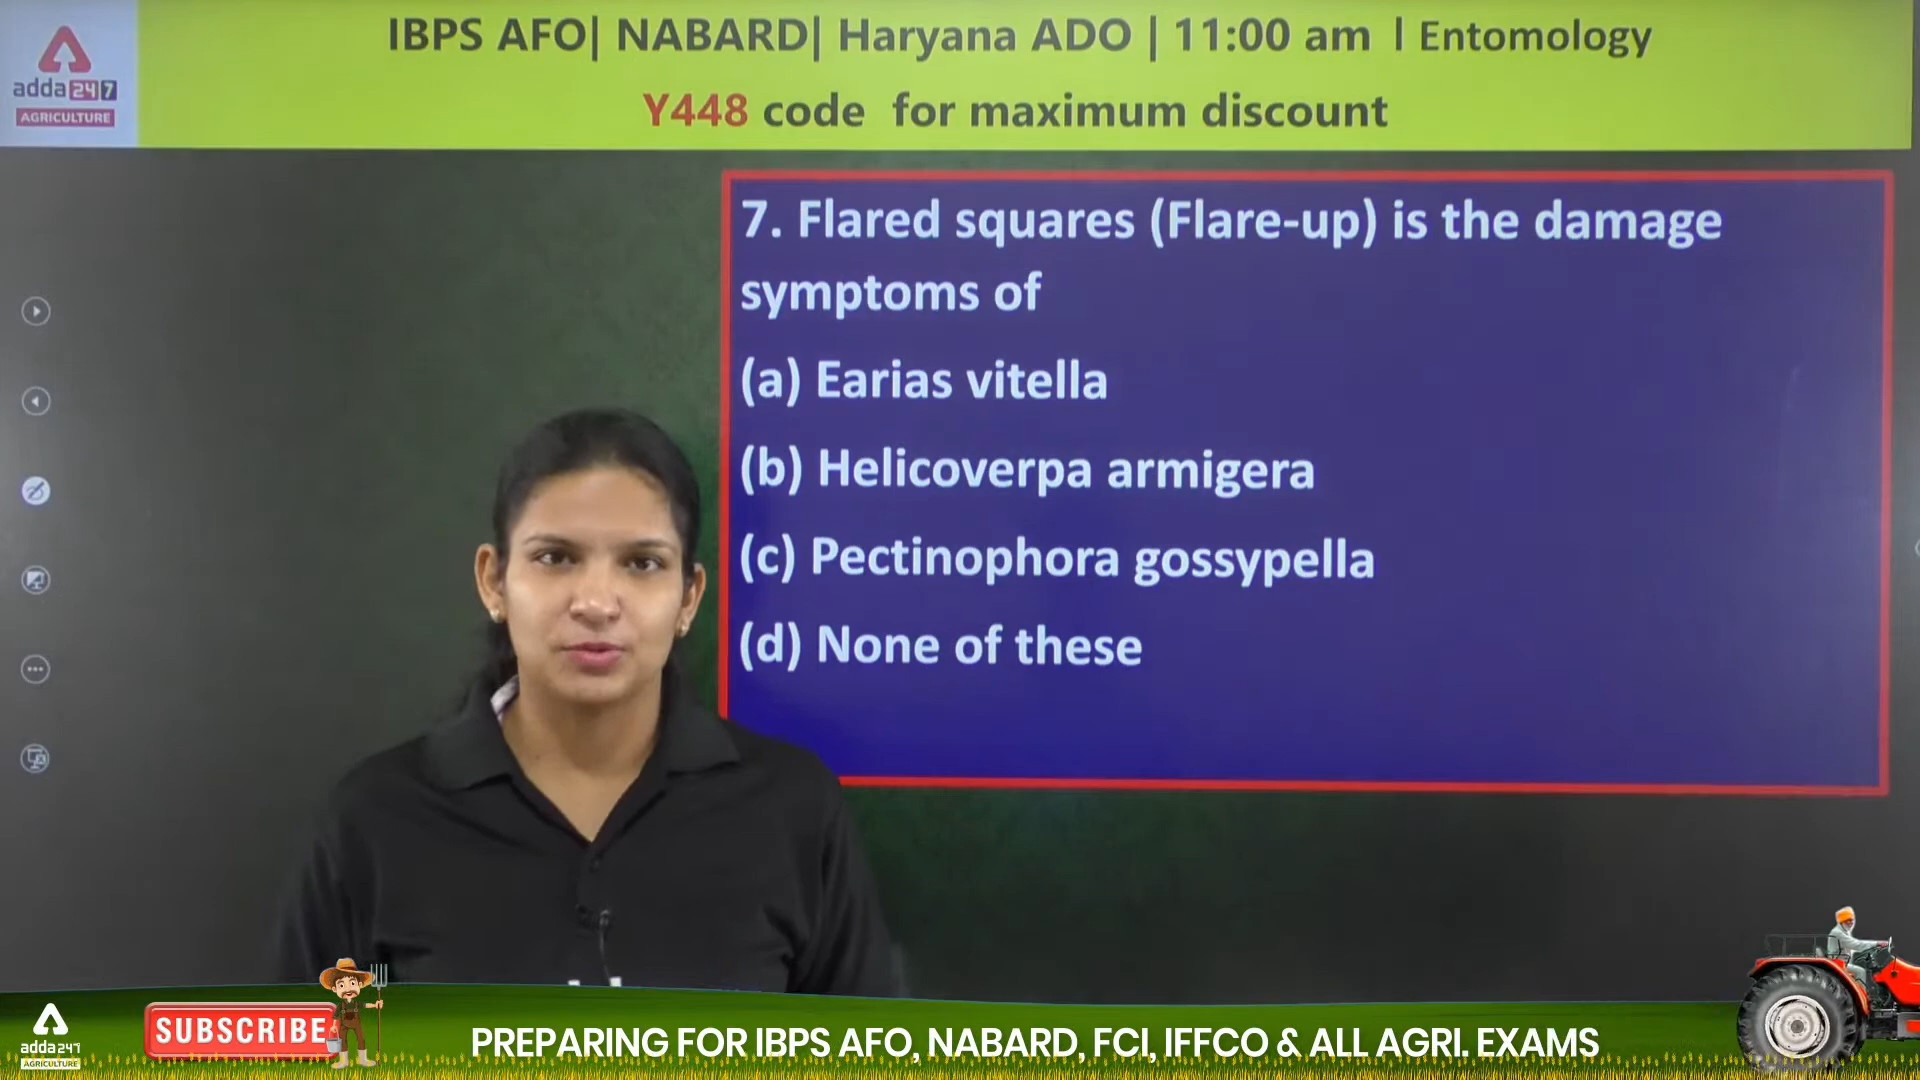 IBPS AFO| NABARD| Haryana ADO | 11:00 am l Entomology
Y448 code for maximum discount
adda247
AGRICULTURE
7. Flared squares (Flare-up) is the damage
symptoms of
(a) Earias vitella
(b) Helicoverpa armigera
(c) Pectinophora gossypella
(d) None of these
adda247
AGRICULTURE
SUBSCRIBE
PREPARING FOR IBPS AFO, NABARD, FCI, IFFCO & ALL AGRI. EXAMS